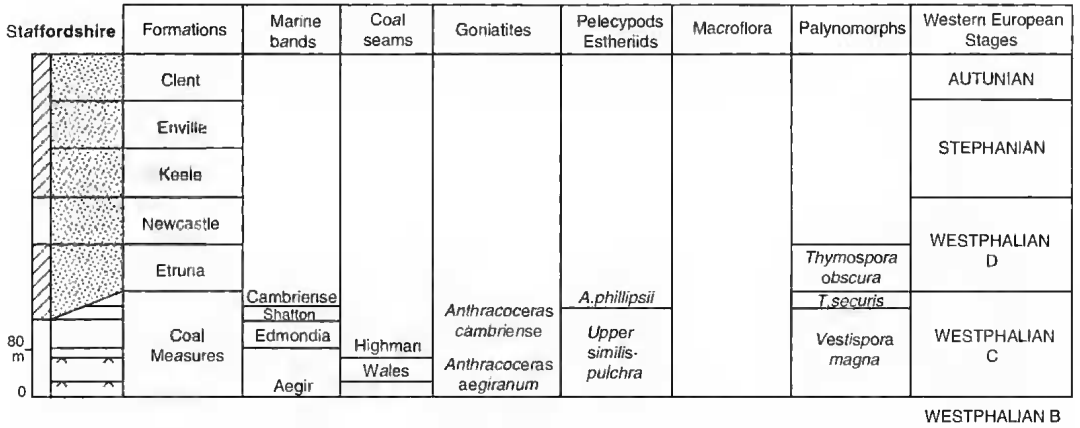 Staffordshire
Formations
Marine
bands
Coal
seams
Goniatites
Pelecypods
Estheriids
Macroflora
Palynomorphs
Western European
Stages
Clent
Enville
Keele
Newcastle
Etruria
Coal
Measures
Cambriense
Shafton
Edmondia
Aegir
Highman
Wales
Anthracoceras
cambriense
Anthracoceras
aegiranum
A.phillipsii
Upper
similis-
pulchra
Thymospora
obscura
T.securis
Vestispora
magna
AUTUNIAN
STEPHANIAN
WESTPHALIAN
D
WESTPHALIAN
C
80
m
0
WESTPHALIAN B